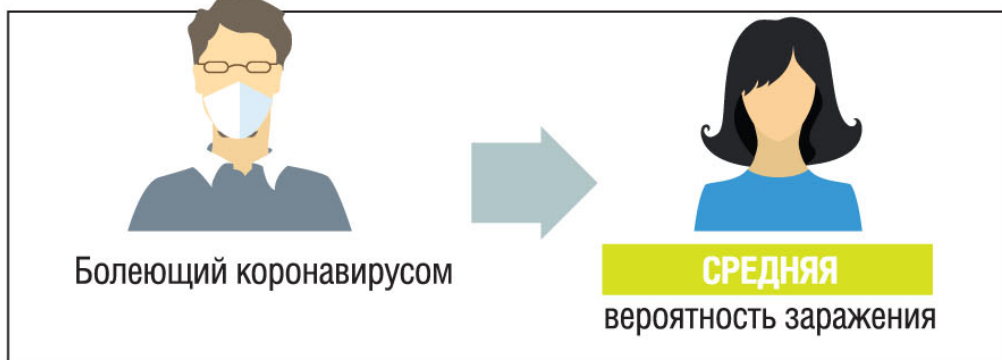 Болеющий коронавирусом
СРЕДНЯЯ
вероятность заражения